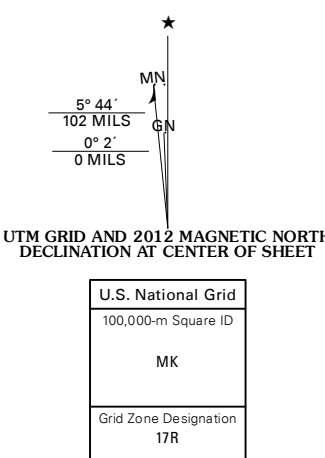 ★
MN
5° 44´
102 MILS
GN
0° 2´
0 MILS
UTM GRID AND 2012 MAGNETIC NORTH
DECLINATION AT CENTER OF SHEET
U.S. National Grid
100,000-m Square ID
MK
Grid Zone Designation
17R